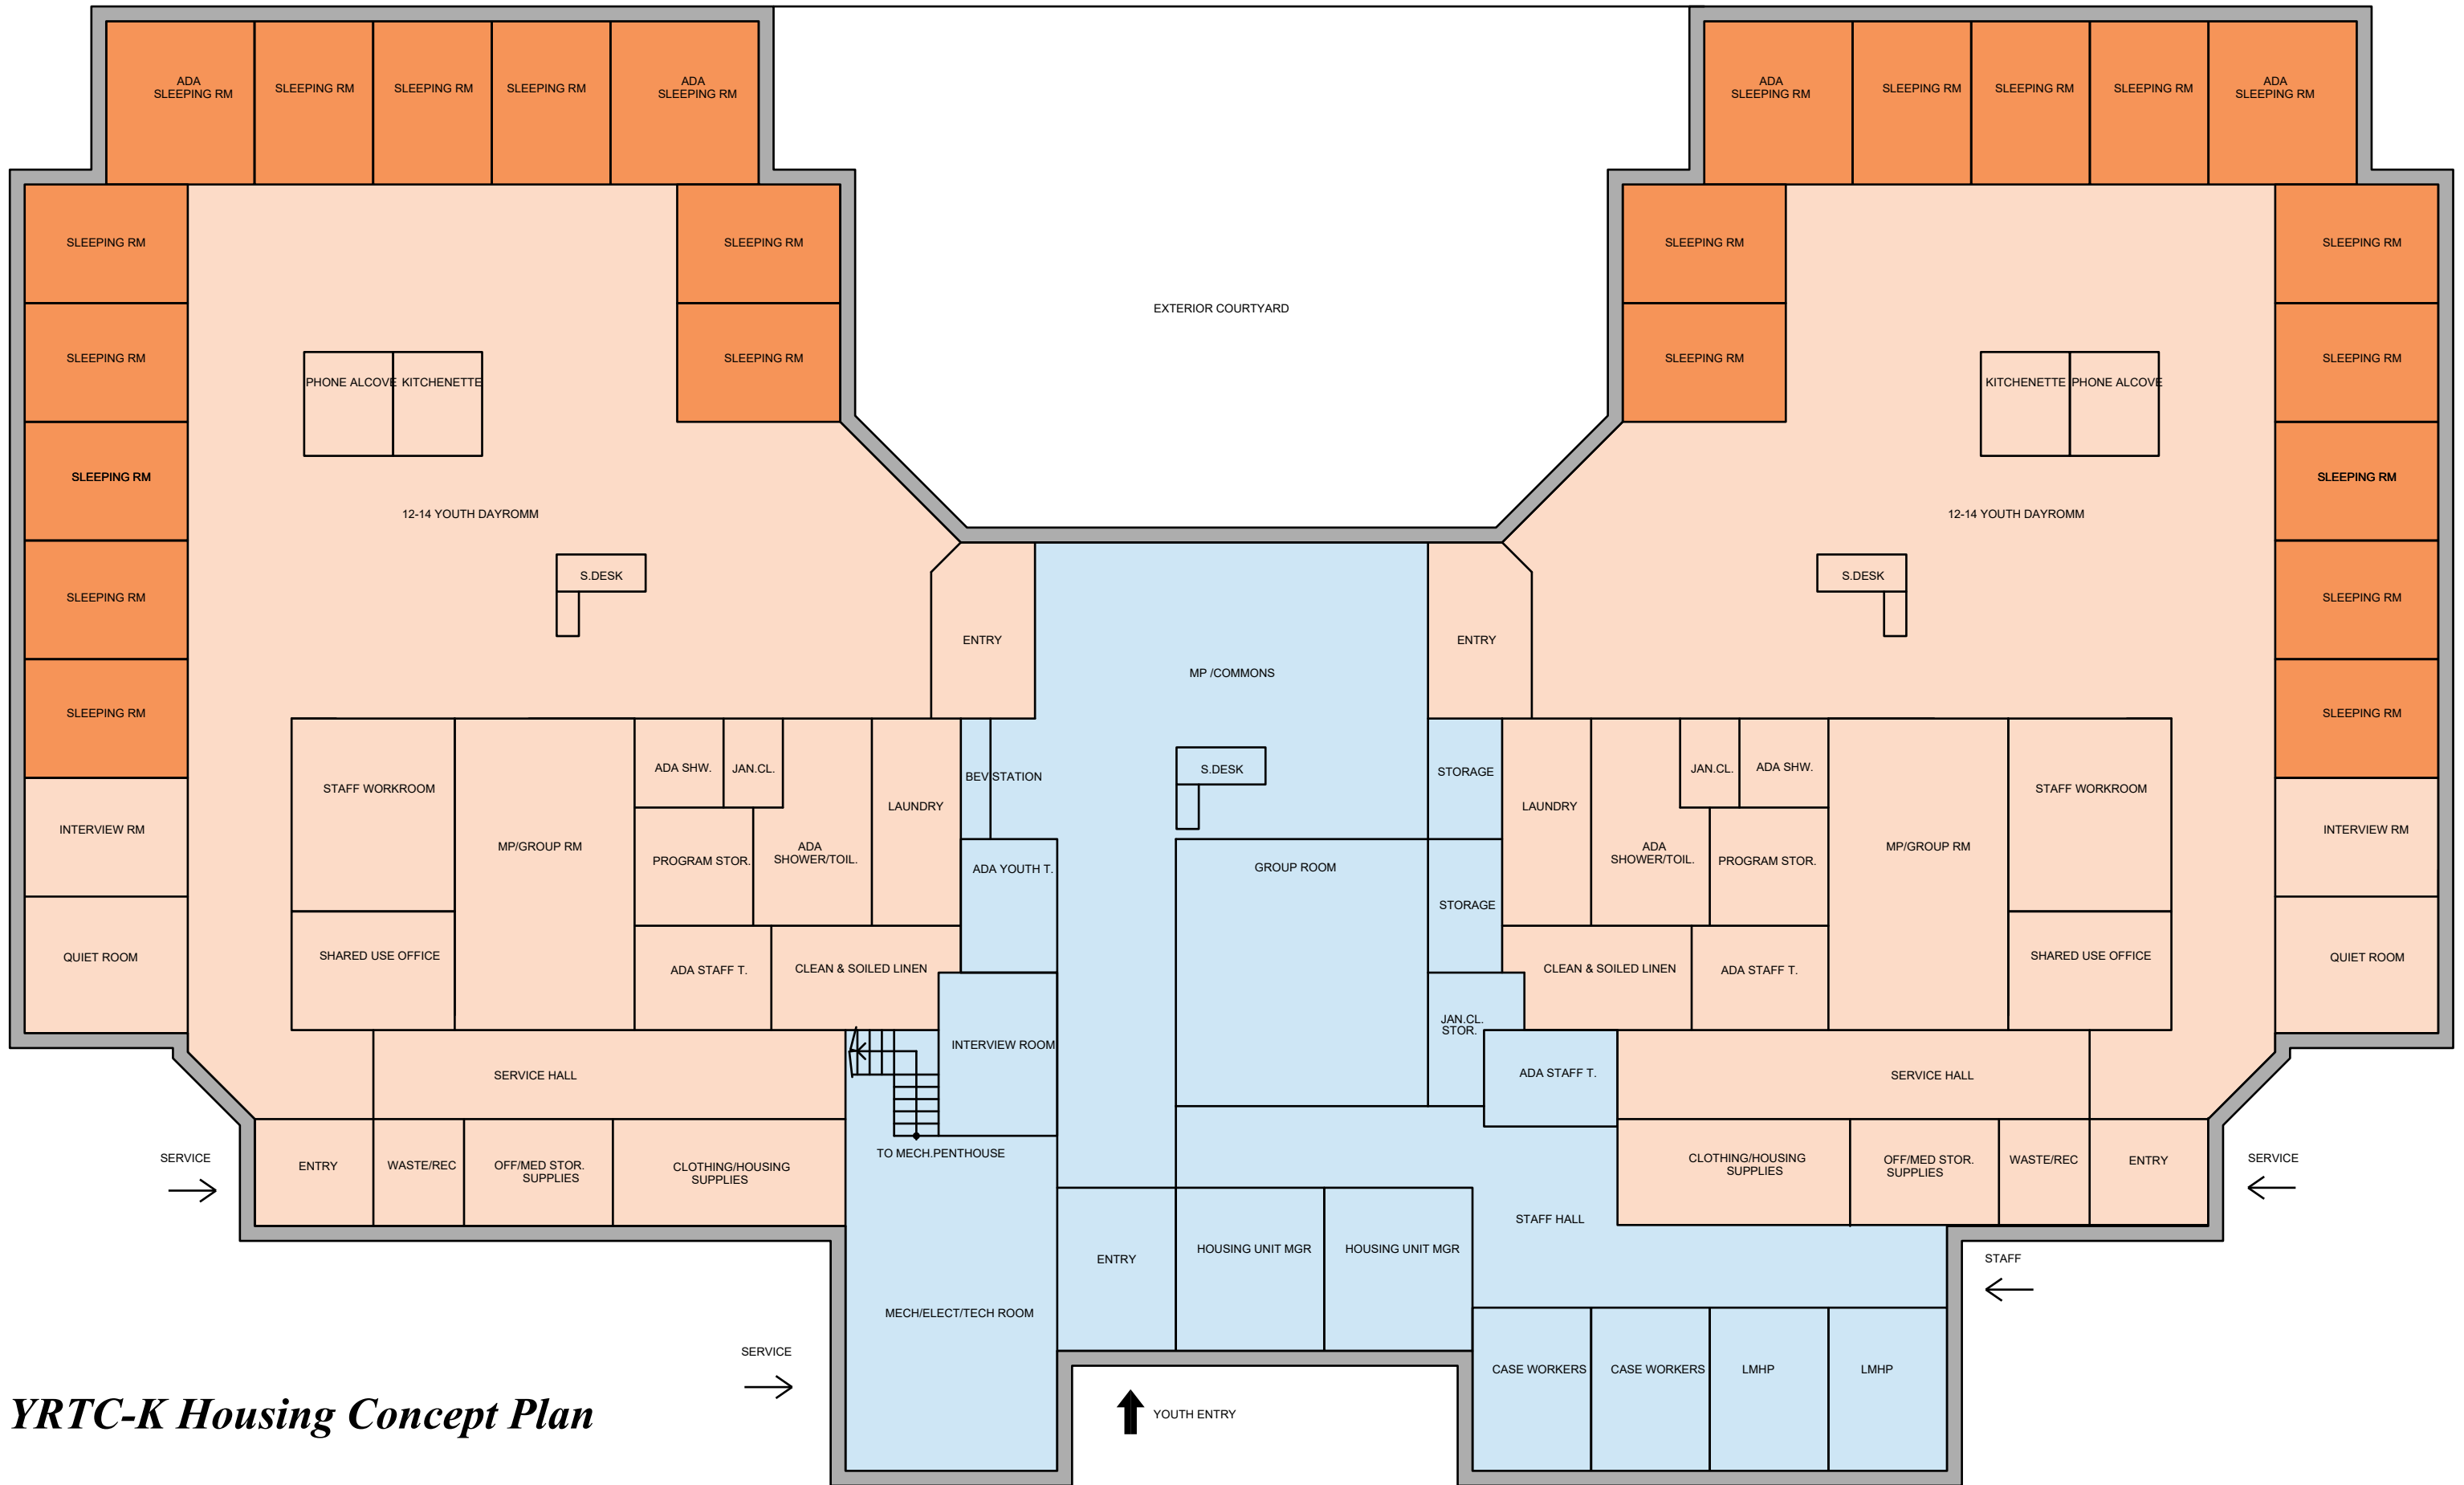 ADA
SLEEPING RM
SLEEPING RM
SLEEPING RM
SLEEPING RM
ADA
SLEEPING RM
ADA
SLEEPING RM
SLEEPING RM
SLEEPING RM
SLEEPING RM
ADA
SLEEPING RM
SLEEPING RM
SLEEPING RM
SLEEPING RM
SLEEPING RM
EXTERIOR COURTYARD
SLEEPING RM
SLEEPING RM
SLEEPING RM
SLEEPING RM
PHONE ALCOVE
KITCHENETTE
KITCHENETTE
PHONE ALCOVE
SLEEPING RM
SLEEPING RM
12-14 YOUTH DAYROMM
12-14 YOUTH DAYROMM
S.DESK
S.DESK
SLEEPING RM
SLEEPING RM
ENTRY
ENTRY
MP /COMMONS
SLEEPING RM
SLEEPING RM
STAFF WORKROOM
ADA SHW.
JAN.CL.
BEV STATION
S.DESK
STORAGE
JAN.CL.
ADA SHW.
STAFF WORKROOM
LAUNDRY
LAUNDRY
INTERVIEW RM
INTERVIEW RM
MP/GROUP RM
PROGRAM STOR.
ADA
SHOWER/TOIL.
ADA YOUTH T.
GROUP ROOM
ADA
SHOWER/TOIL.
PROGRAM STOR.
MP/GROUP RM
STORAGE
QUIET ROOM
SHARED USE OFFICE
ADA STAFF T.
CLEAN & SOILED LINEN
CLEAN & SOILED LINEN
ADA STAFF T.
SHARED USE OFFICE
QUIET ROOM
JAN.CL.
STOR.
INTERVIEW ROOM
SERVICE HALL
ADA STAFF T.
SERVICE HALL
SERVICE
ENTRY
WASTE/REC
OFF/MED STOR.
SUPPLIES
CLOTHING/HOUSING
SUPPLIES
TO MECH.PENTHOUSE
CLOTHING/HOUSING
SUPPLIES
OFF/MED STOR.
SUPPLIES
WASTE/REC
ENTRY
SERVICE
STAFF HALL
ENTRY
HOUSING UNIT MGR
HOUSING UNIT MGR
STAFF
MECH/ELECT/TECH ROOM
SERVICE
CASE WORKERS
CASE WORKERS
LMHP
LMHP
YOUTH ENTRY
YRTC-K Housing Concept Plan